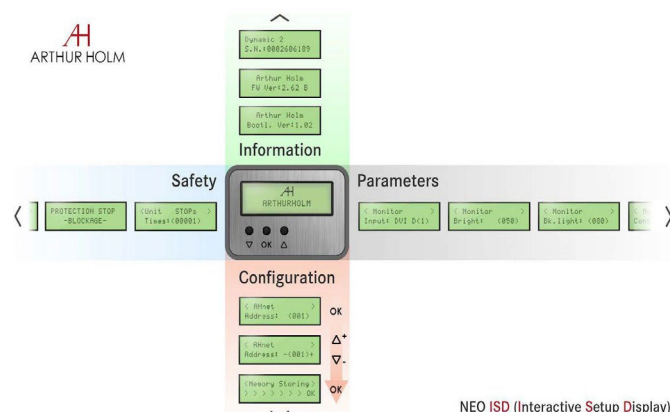 Dynamic 2
S.N.:0002606189
AH
ARTHUR HOLM
Arthur Holm
FW Ver:2.62 B
Arthur Holm
Bootl. Ver:1.02
Information
Safety
Parameters
PROTECTION STOP
-BLOCKAGE-
<Unit STOPs >
Times:(00001)
AH
ARTHURHOLM
▽ OK △
< Monitor >
Input: DVI D(1)
< Monitor >
Bright: (050)
< Monitor >
Bk.light: (080)
Configuration
< AHnet >
Address: (001)
OK
< AHnet >
Address: -(001)+
△+
▽-
<Memory Storing>
> > > > > > > OK
OK
NEO ISD (Interactive Setup Display)